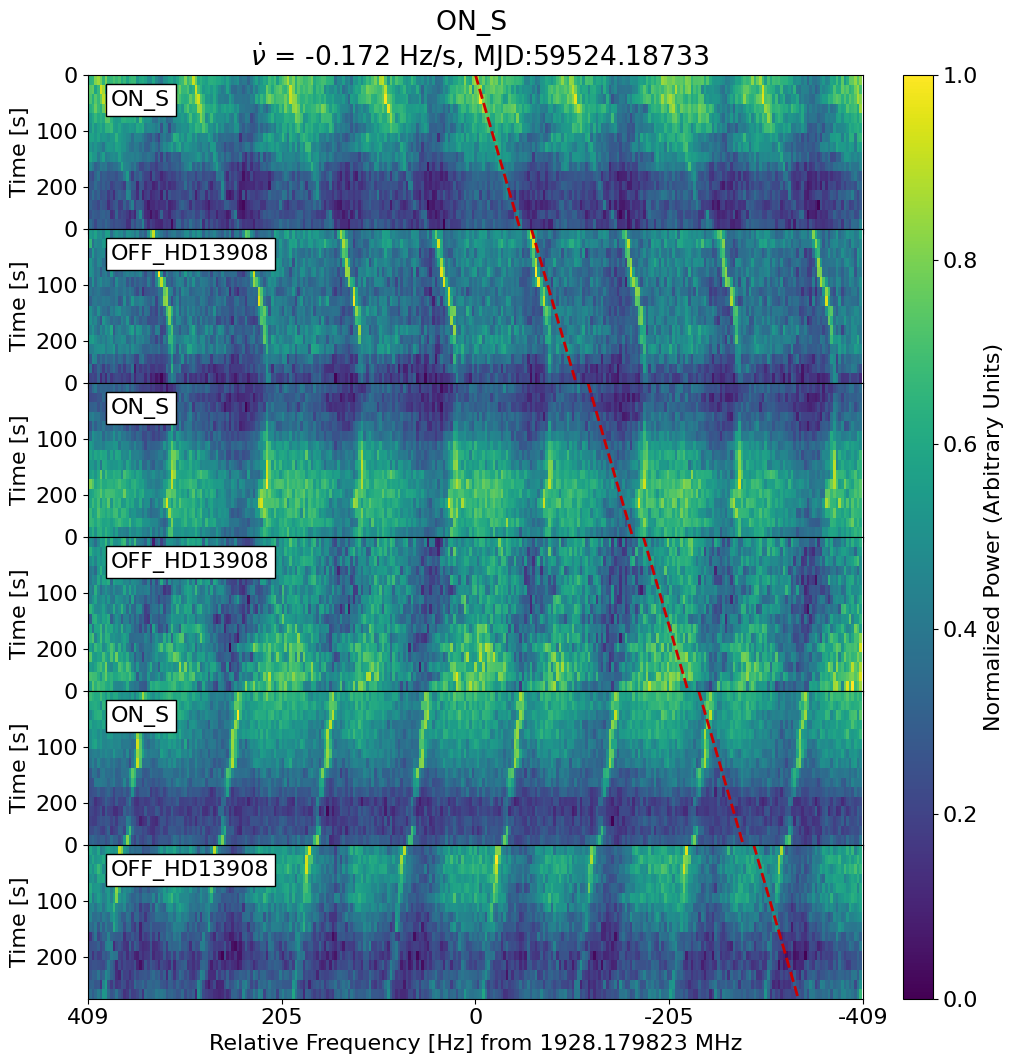 ON_S
ν̇ = -0.172 Hz/s, MJD:59524.18733
ON_S
OFF_HD13908
ON_S
OFF_HD13908
ON_S
OFF_HD13908
Time [s]
0
100
200
Time [s]
0
100
200
Time [s]
0
100
200
Time [s]
0
100
200
Time [s]
0
100
200
Time [s]
0
100
200
409 205 0 -205 -409
Relative Frequency [Hz] from 1928.179823 MHz
1.0
0.8
0.6
0.4
0.2
0.0
Normalized Power (Arbitrary Units)